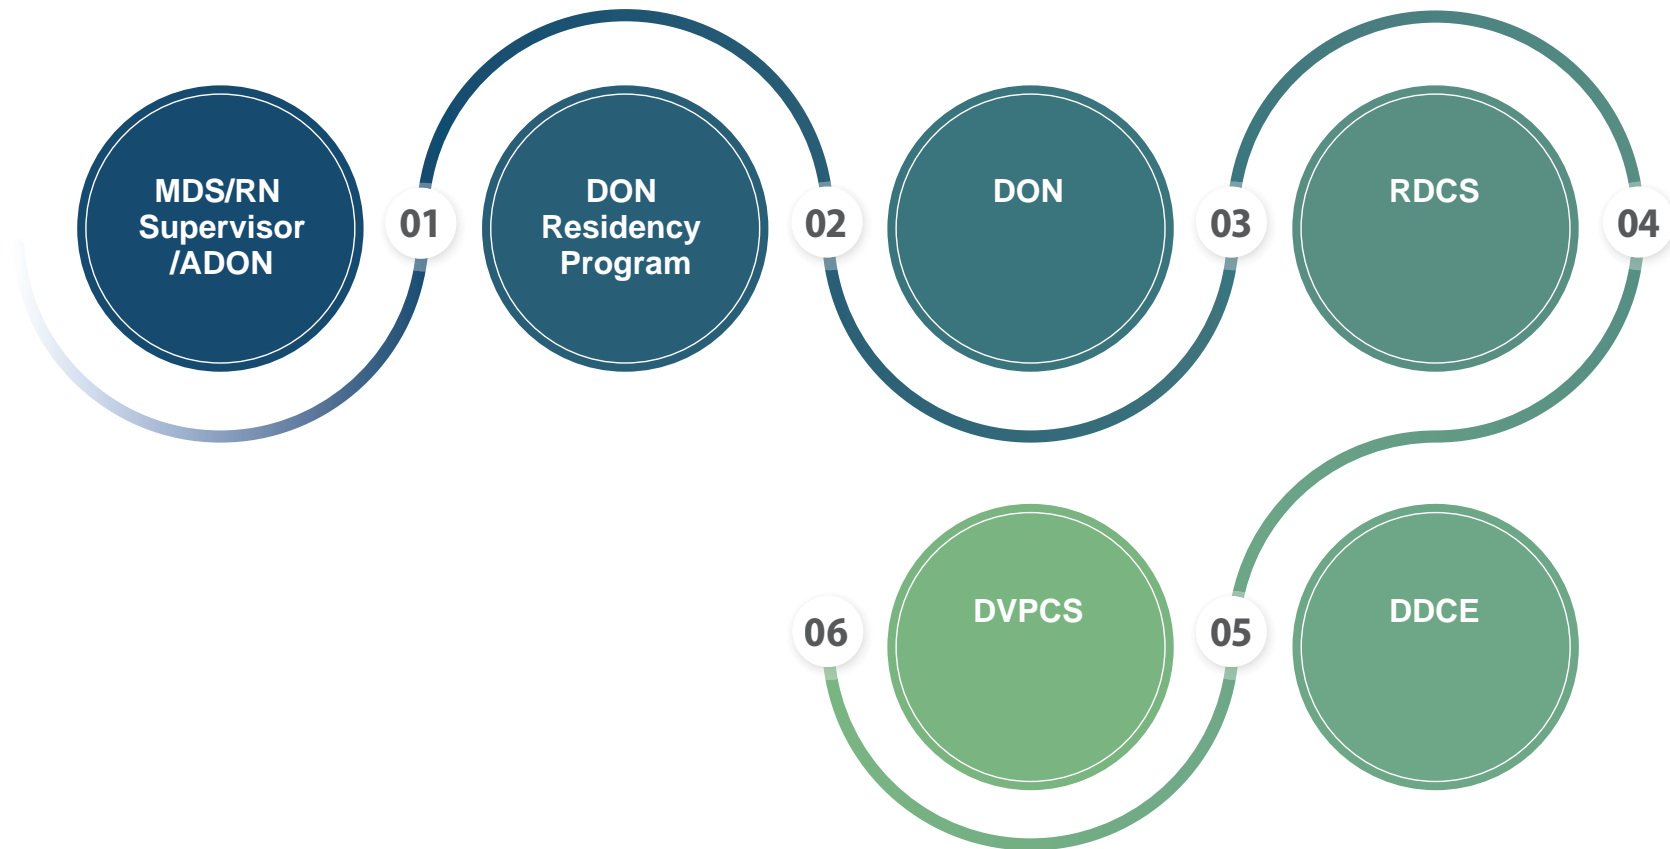 MDS/RN
Supervisor
/ADON
01
DON
Residency
Program
02
DON
03
RDCS
04
DDCE
05
DVPCS
06